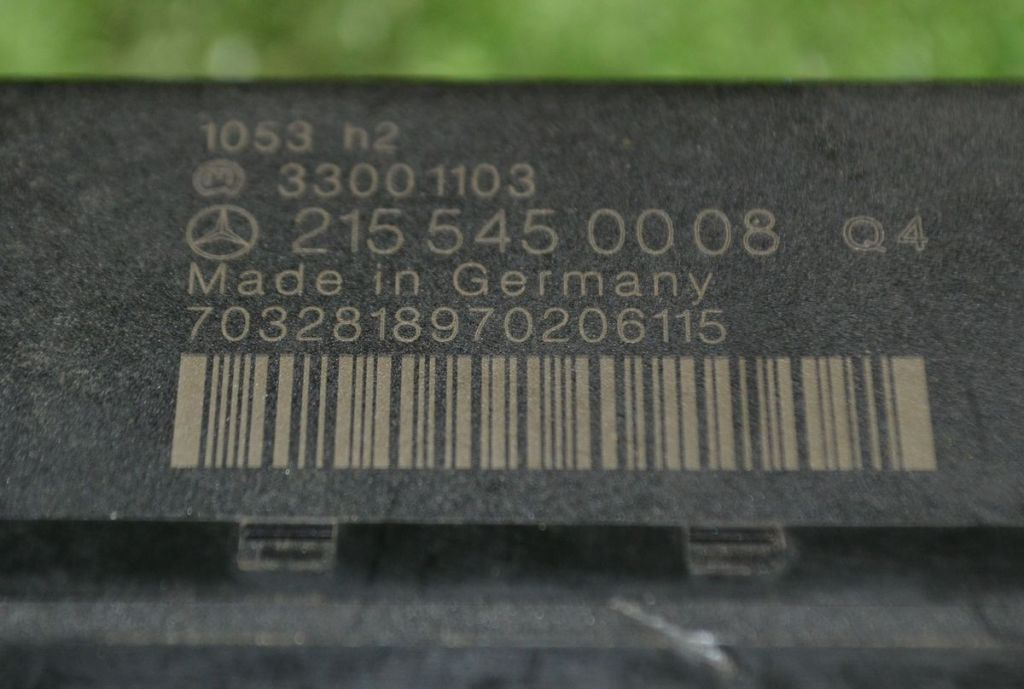 1053 h2
33001103
215 545 00 08 Q4
Made in Germany
7032818970206115